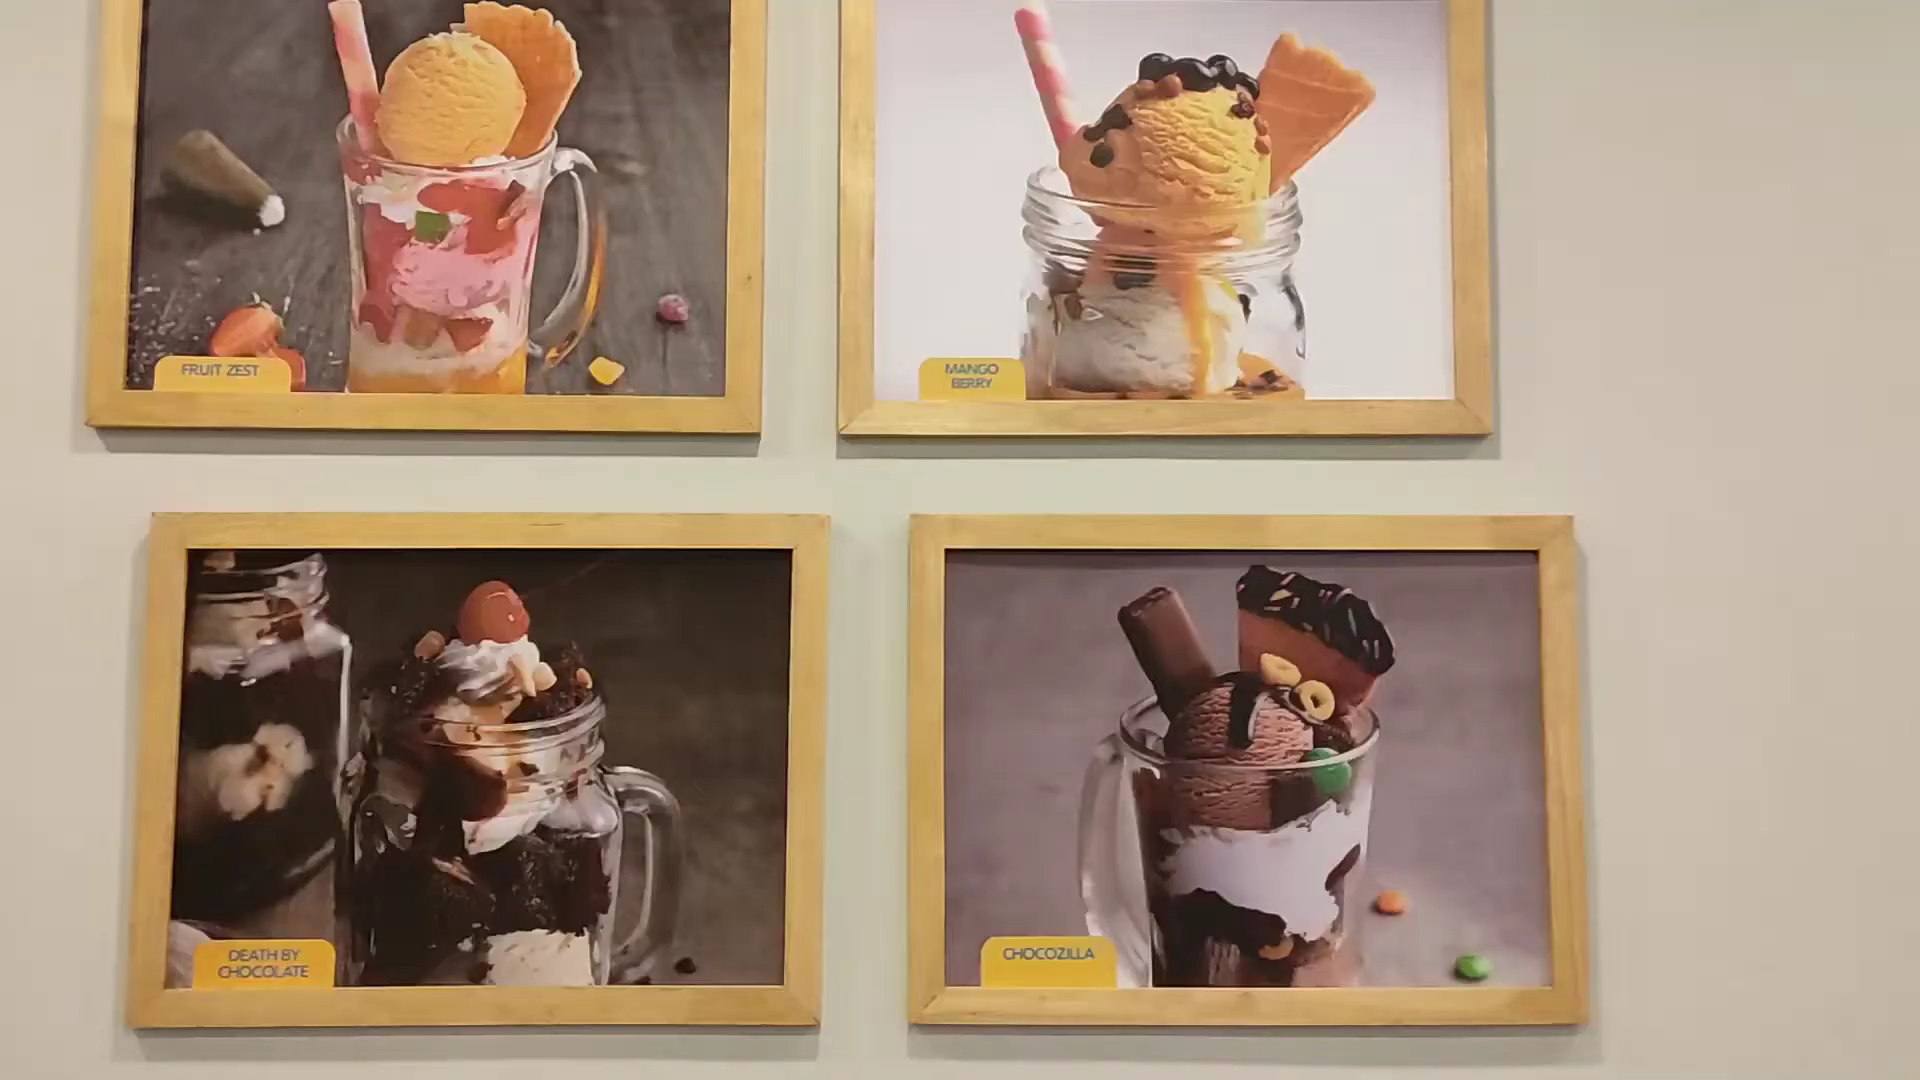 FRUIT ZEST
MANGO
BERRY
DEATH BY
CHOCOLATE
CHOCOZILLA